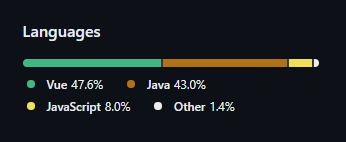 Languages
Vue 47.6% Java 43.0%
JavaScript 8.0% Other 1.4%